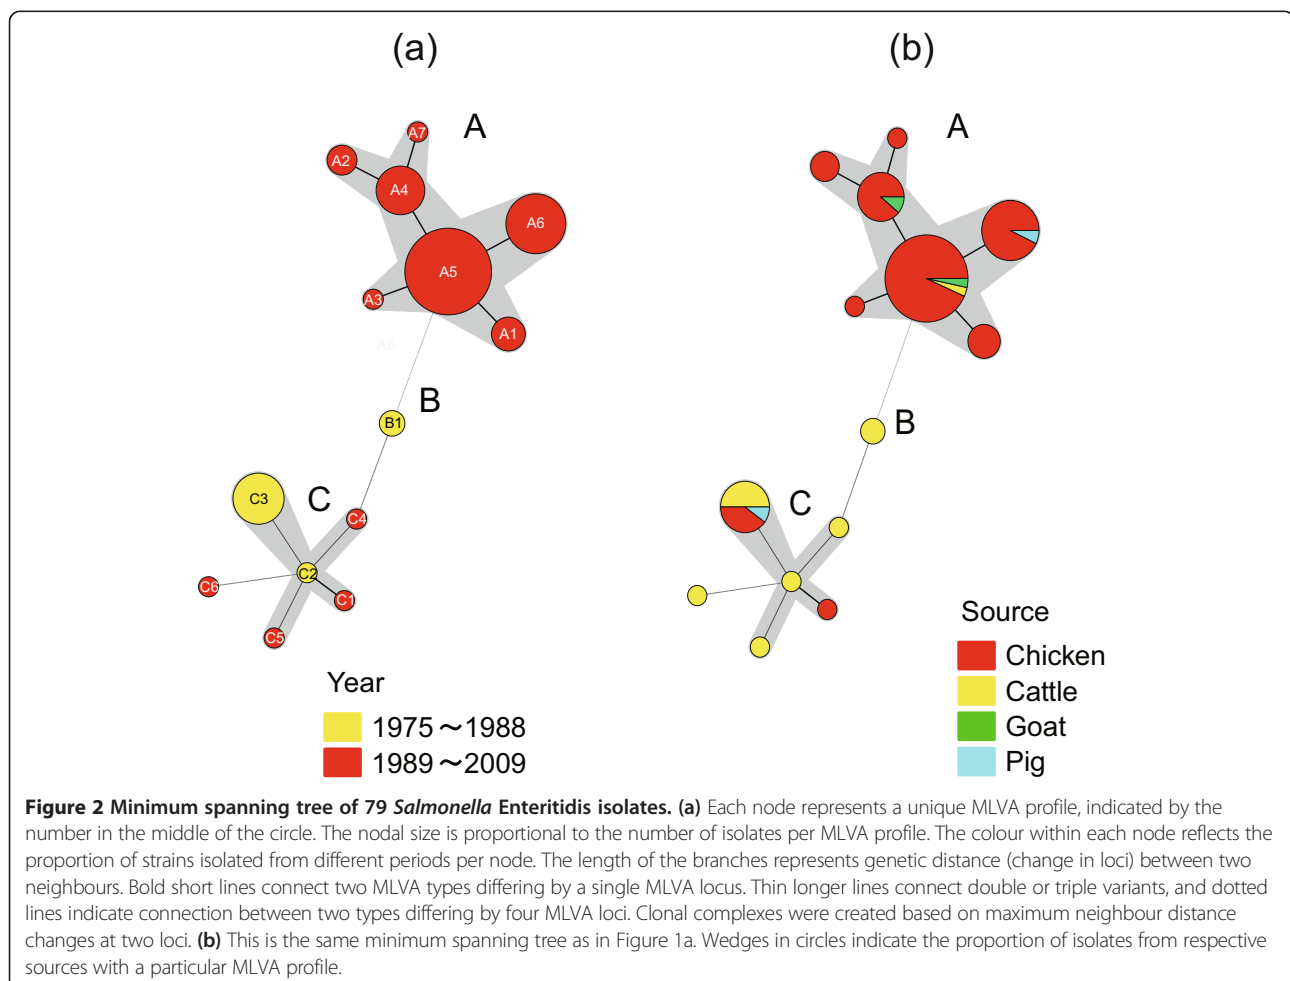 (a)
(b)
A
A7
A2
A4
A6
A5
A3
A1
A6
B
B1
C
C3
C4
C2
C6
C1
C5
Year
1975~1988
1989~2009
A
B
C
Source
Chicken
Cattle
Goat
Pig
Figure 2 Minimum spanning tree of 79 Salmonella Enteritidis isolates. (a) Each node represents a unique MLVA profile, indicated by the
number in the middle of the circle. The nodal size is proportional to the number of isolates per MLVA profile. The colour within each node reflects the
proportion of strains isolated from different periods per node. The length of the branches represents genetic distance (change in loci) between two
neighbours. Bold short lines connect two MLVA types differing by a single MLVA locus. Thin longer lines connect double or triple variants, and dotted
lines indicate connection between two types differing by four MLVA loci. Clonal complexes were created based on maximum neighbour distance
changes at two loci. (b) This is the same minimum spanning tree as in Figure 1a. Wedges in circles indicate the proportion of isolates from respective
sources with a particular MLVA profile.